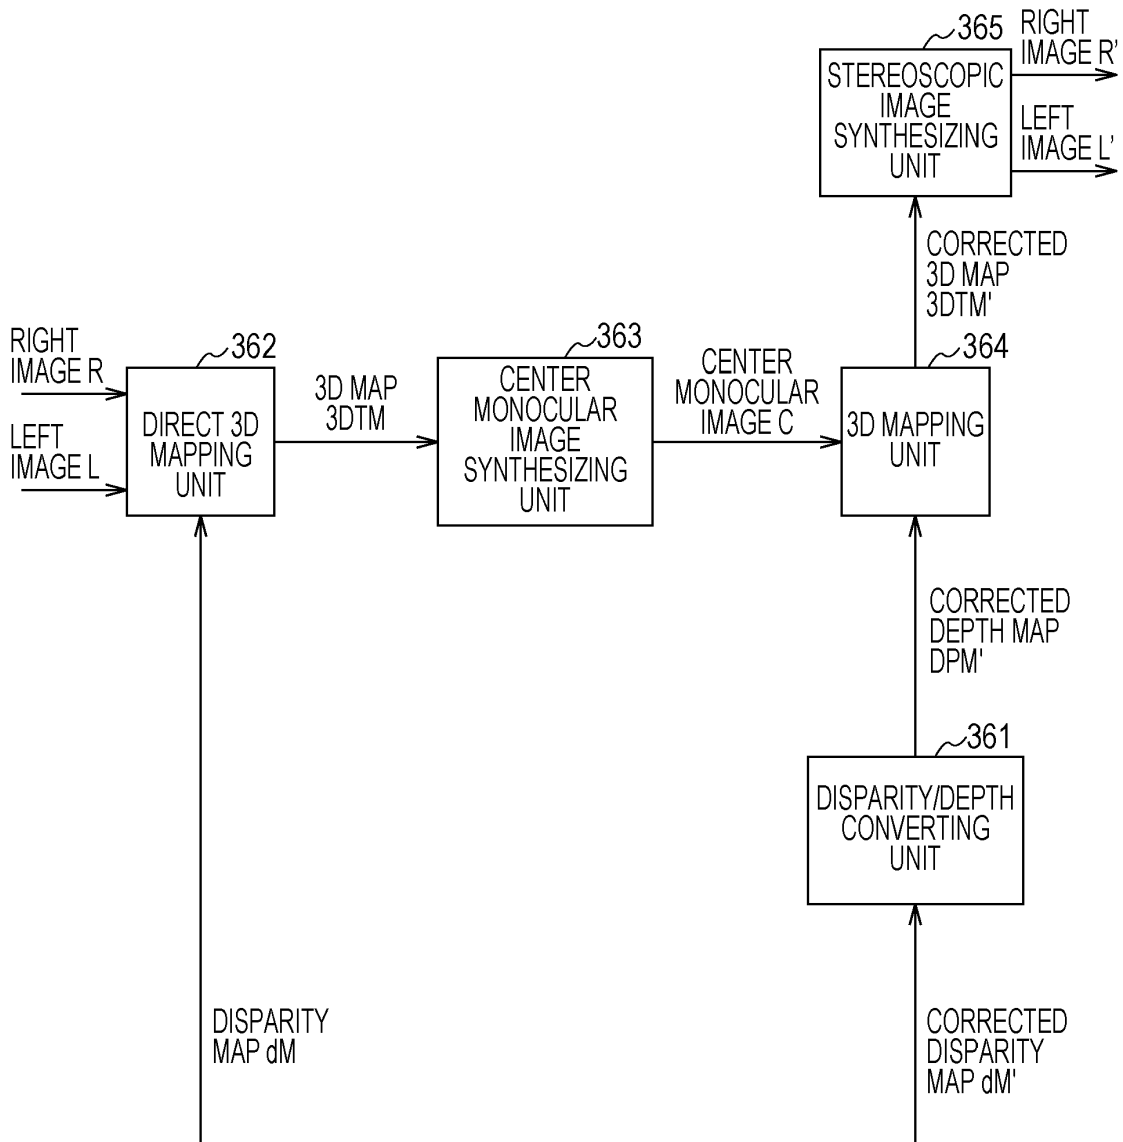 365
RIGHT
IMAGE R'
STEREOSCOPIC
IMAGE
SYNTHESIZING
UNIT
LEFT
IMAGE L'
CORRECTED
3D MAP
3DTM'
RIGHT
IMAGE R
LEFT
IMAGE L
362
DIRECT 3D
MAPPING
UNIT
3D MAP
3DTM
363
CENTER
MONOCULAR
IMAGE
SYNTHESIZING
UNIT
CENTER
MONOCULAR
IMAGE C
364
3D MAPPING
UNIT
CORRECTED
DEPTH MAP
DPM'
361
DISPARITY/DEPTH
CONVERTING
UNIT
DISPARITY
MAP dM
CORRECTED
DISPARITY
MAP dM'